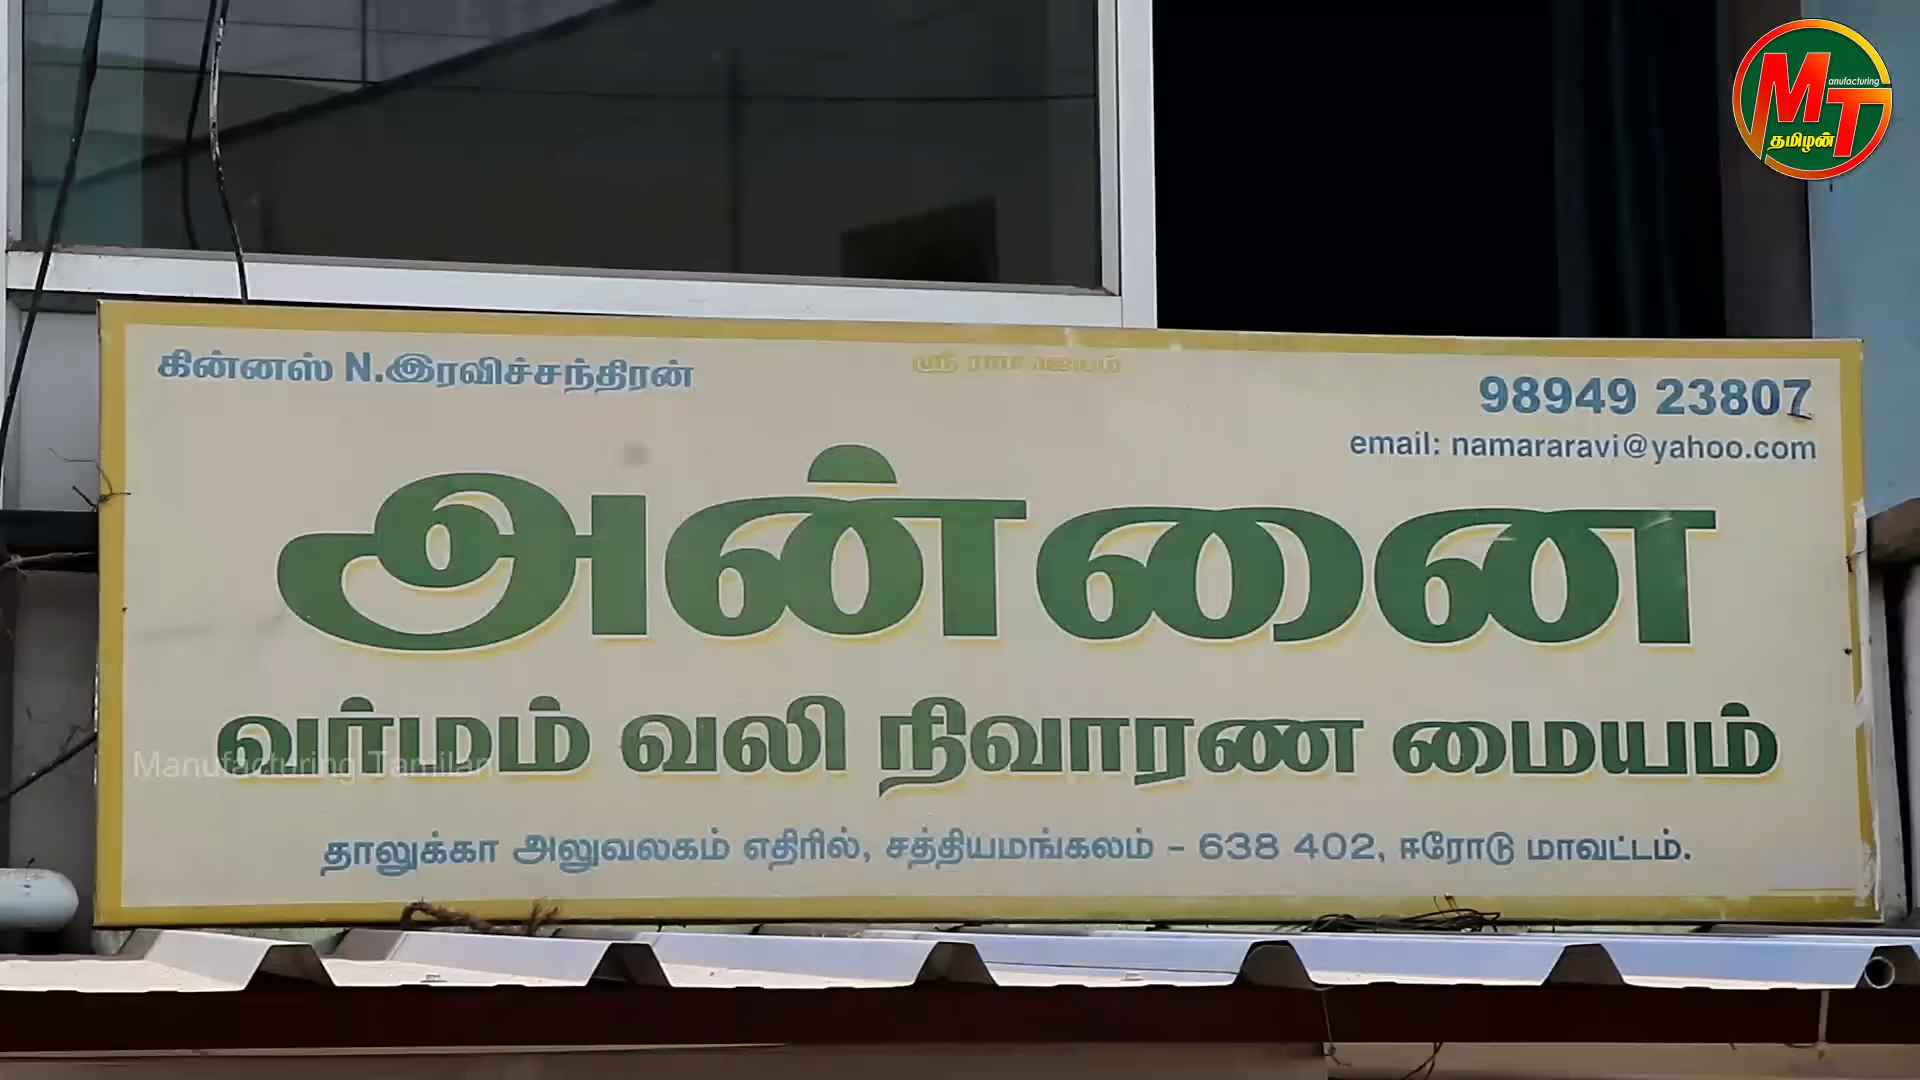 Manufacturing
MT
தமிழன்
கின்னஸ் N.இரவிச்சந்திரன்
ஸ்ரீ ராம ஜெயம்
98949 23807
email: namararavi@yahoo.com
அன்னை
வர்மம் வலி நிவாரண மையம்
Manufacturing Tamilan
தாலுக்கா அலுவலகம் எதிரில், சத்தியமங்கலம் - 638 402, ஈரோடு மாவட்டம்.